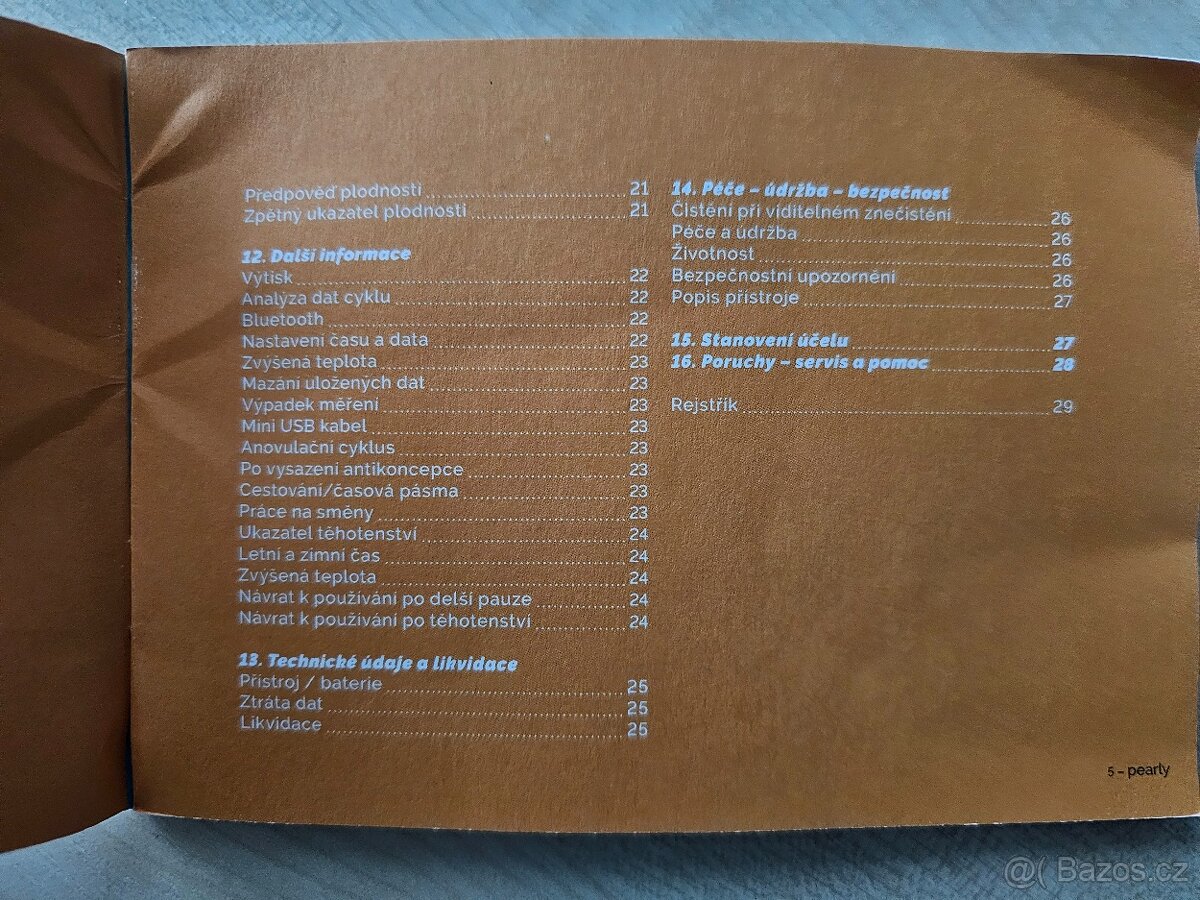 Předpověď plodnosti 21
Zpětný ukazatel plodnosti 21
12. Další informace
Výtisk 22
Analýza dat cyklu 22
Bluetooth 22
Nastavení času a data 22
Zvýšená teplota 23
Mazání uložených dat 23
Výpadek měření 23
Mini USB kabel 23
Anovulační cyklus 23
Po vysazení antikoncepce 23
Cestování/časová pásma 23
Práce na směny 23
Ukazatel těhotenství 24
Letní a zimní čas 24
Zvýšená teplota 24
Návrat k používání po delší pauze 24
Návrat k používání po těhotenství 24
13. Technické údaje a likvidace
Přístroj / baterie 25
Ztráta dat 25
Likvidace 25
14. Péče – údržba – bezpečnost
Čistění při viditelném znečistění 26
Péče a údržba 26
Životnost 26
Bezpečnostní upozornění 26
Popis přístroje 27
15. Stanovení účelu 27
16. Poruchy – servis a pomoc 28
Rejstřík 29
5 – pearly
@( Bazos.cz